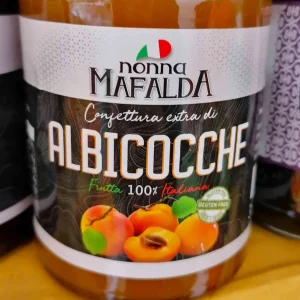 nonna
MAFALDA
Confettura extra di
ALBICOCCHE
Frutta 100% Italiana
GLUTEN FREE